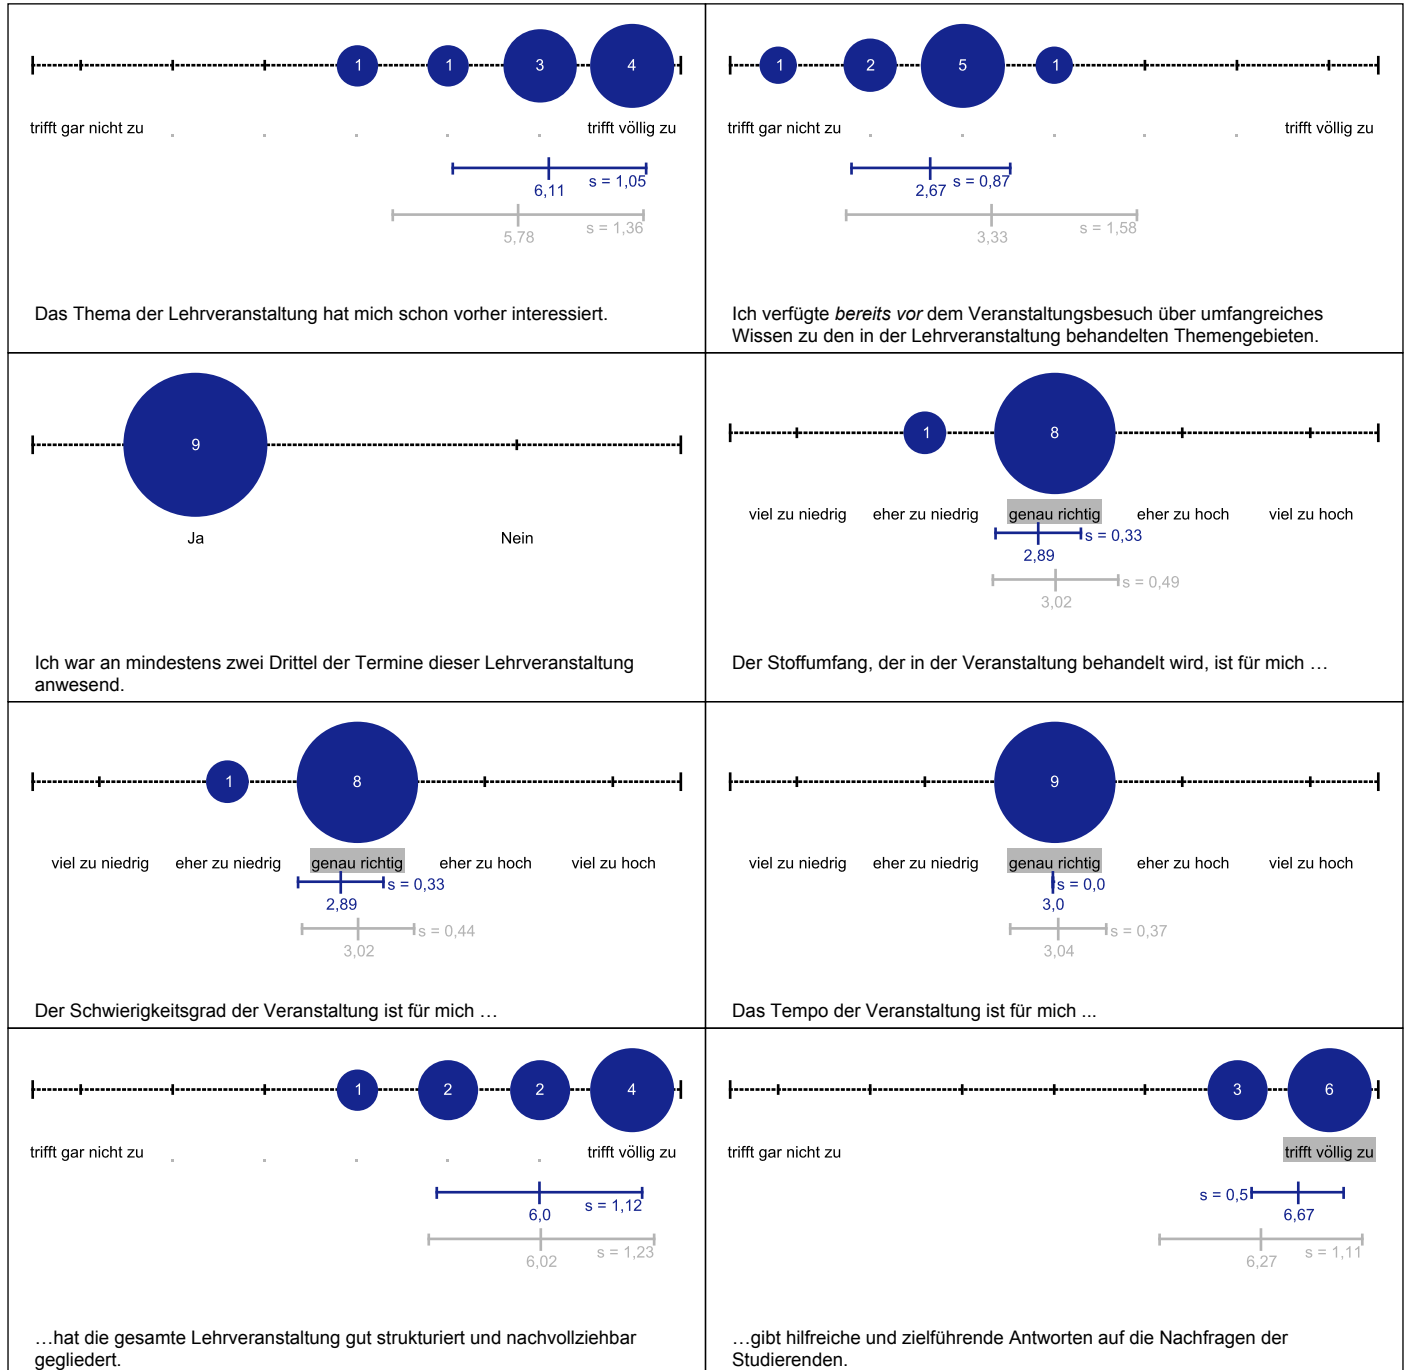 1 1 3 4
trifft gar nicht zu trifft völlig zu
s = 1,05
6,11
s = 1,36
5,78
Das Thema der Lehrveranstaltung hat mich schon vorher interessiert.
1 2 5 1
trifft gar nicht zu trifft völlig zu
2,67 s = 0,87
s = 1,58
3,33
Ich verfügte bereits vor dem Veranstaltungsbesuch über umfangreiches
Wissen zu den in der Lehrveranstaltung behandelten Themengebieten.
9
Ja Nein
Ich war an mindestens zwei Drittel der Termine dieser Lehrveranstaltung
anwesend.
1 8
viel zu niedrig eher zu niedrig genau richtig eher zu hoch viel zu hoch
s = 0,33
2,89
s = 0,49
3,02
Der Stoffumfang, der in der Veranstaltung behandelt wird, ist für mich …
1 8
viel zu niedrig eher zu niedrig genau richtig eher zu hoch viel zu hoch
s = 0,33
2,89
s = 0,44
3,02
Der Schwierigkeitsgrad der Veranstaltung ist für mich …
9
viel zu niedrig eher zu niedrig genau richtig eher zu hoch viel zu hoch
s = 0,0
3,0
s = 0,37
3,04
Das Tempo der Veranstaltung ist für mich ...
1 2 2 4
trifft gar nicht zu trifft völlig zu
s = 1,12
6,0
s = 1,23
6,02
…hat die gesamte Lehrveranstaltung gut strukturiert und nachvollziehbar
gegliedert.
3 6
trifft gar nicht zu trifft völlig zu
s = 0,5
6,67
s = 1,11
6,27
…gibt hilfreiche und zielführende Antworten auf die Nachfragen der
Studierenden.